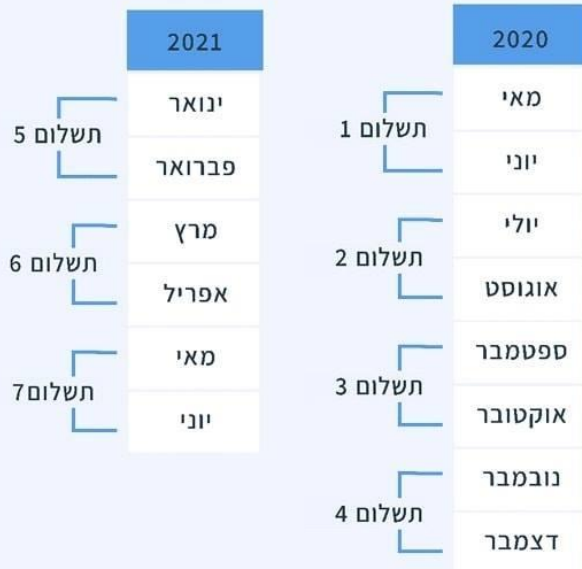 2020
מאי
תשלום 1
יוני
יולי
תשלום 2
אוגוסט
ספטמבר
תשלום 3
אוקטובר
נובמבר
תשלום 4
דצמבר
2021
ינואר
תשלום 5
פברואר
מרץ
תשלום 6
אפריל
מאי
תשלום7
יוני